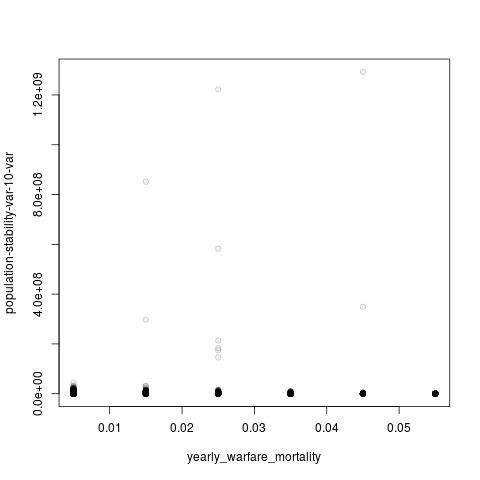 1.2e+09
8.0e+08
4.0e+08
0.0e+00
population-stability-var-10-var
0.01 0.02 0.03 0.04 0.05
yearly_warfare_mortality